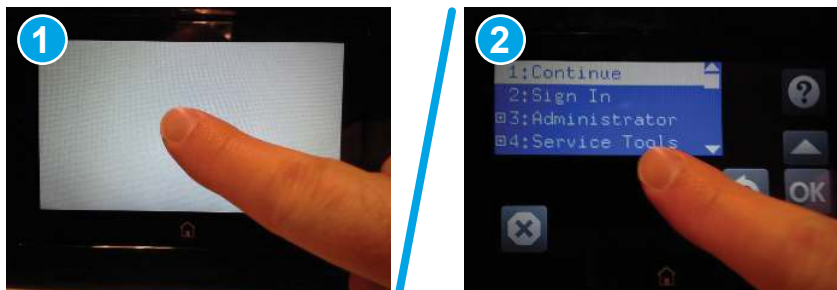 1
2
1:Continue
2:Sign In
3:Administrator
4:Service Tools
?
OK